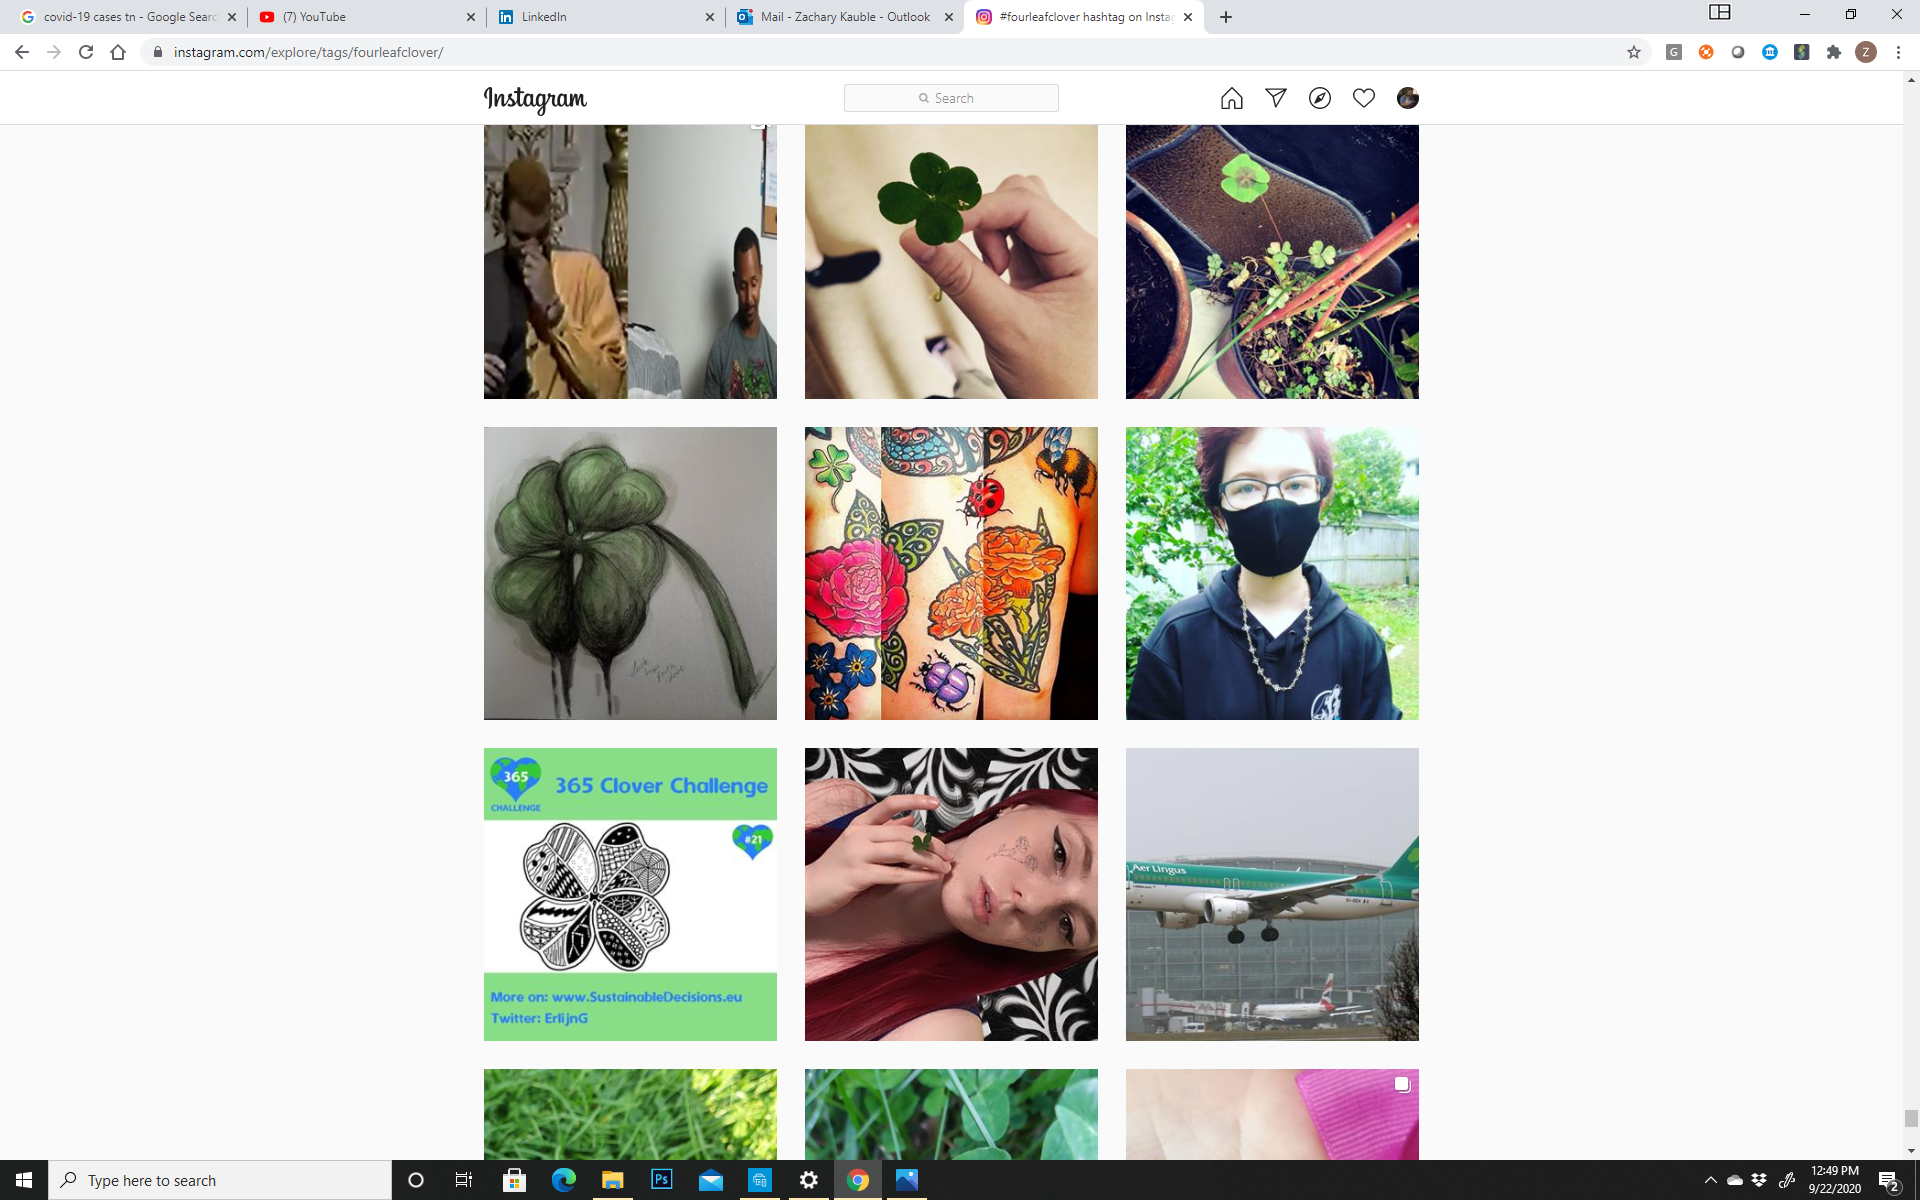 covid-19 cases tn - Google Searc
(7) YouTube
LinkedIn
Mail - Zachary Kauble - Outlook
#fourleafclover hashtag on Insta
instagram.com/explore/tags/fourleafclover/
G
Z
Instagram
Search
365
CHALLENGE
365 Clover Challenge
#21
More on: www.SustainableDecisions.eu
Twitter: ErlijnG
Aer Lingus
Type here to search
Ps
12:49 PM
9/22/2020
2